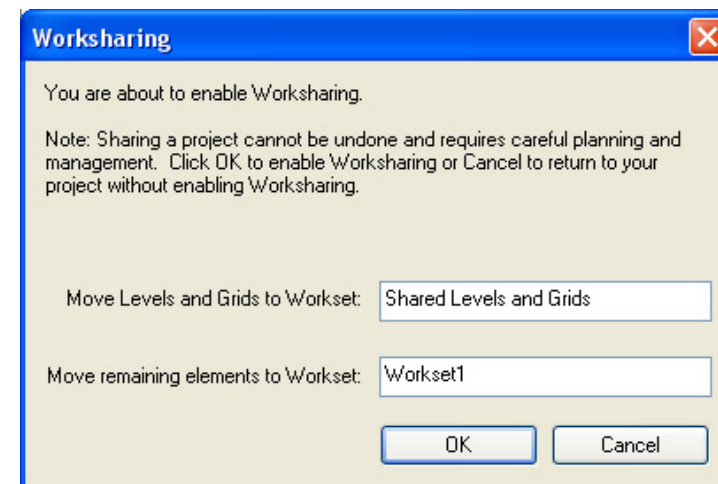 Worksharing
You are about to enable Worksharing.
Note: Sharing a project cannot be undone and requires careful planning and
management. Click OK to enable Worksharing or Cancel to return to your
project without enabling Worksharing.
Move Levels and Grids to Workset: Shared Levels and Grids
Move remaining elements to Workset: Workset1
OK Cancel